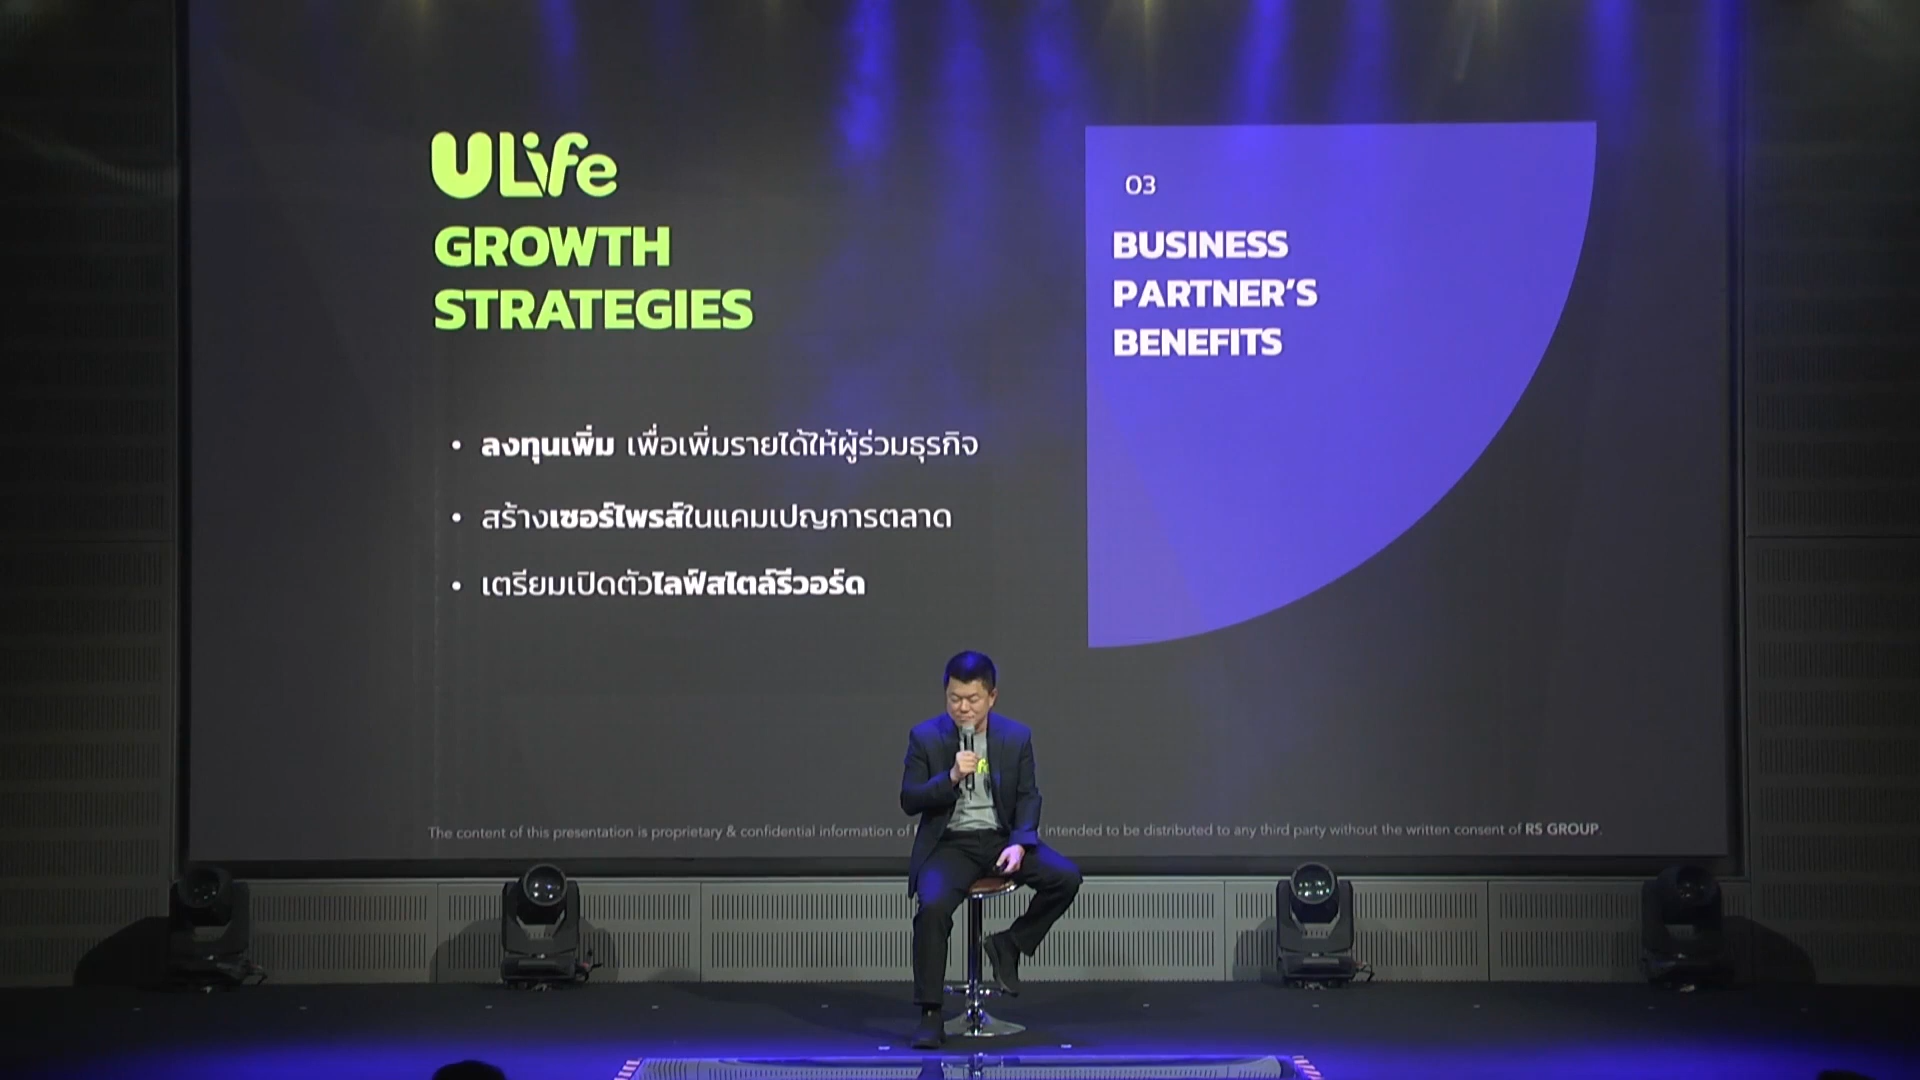 ULife
GROWTH
STRATEGIES
• ลงทุนเพิ่ม เพื่อเพิ่มรายได้ให้ผู้ร่วมธุรกิจ
• สร้างเซอร์ไพรส์ในแคมเปญการตลาด
• เตรียมเปิดตัวไลฟ์สไตล์รีวอร์ด
03
BUSINESS
PARTNER’S
BENEFITS
The content of this presentation is proprietary & confidential information of intended to be distributed to any third party without the written consent of RS GROUP.